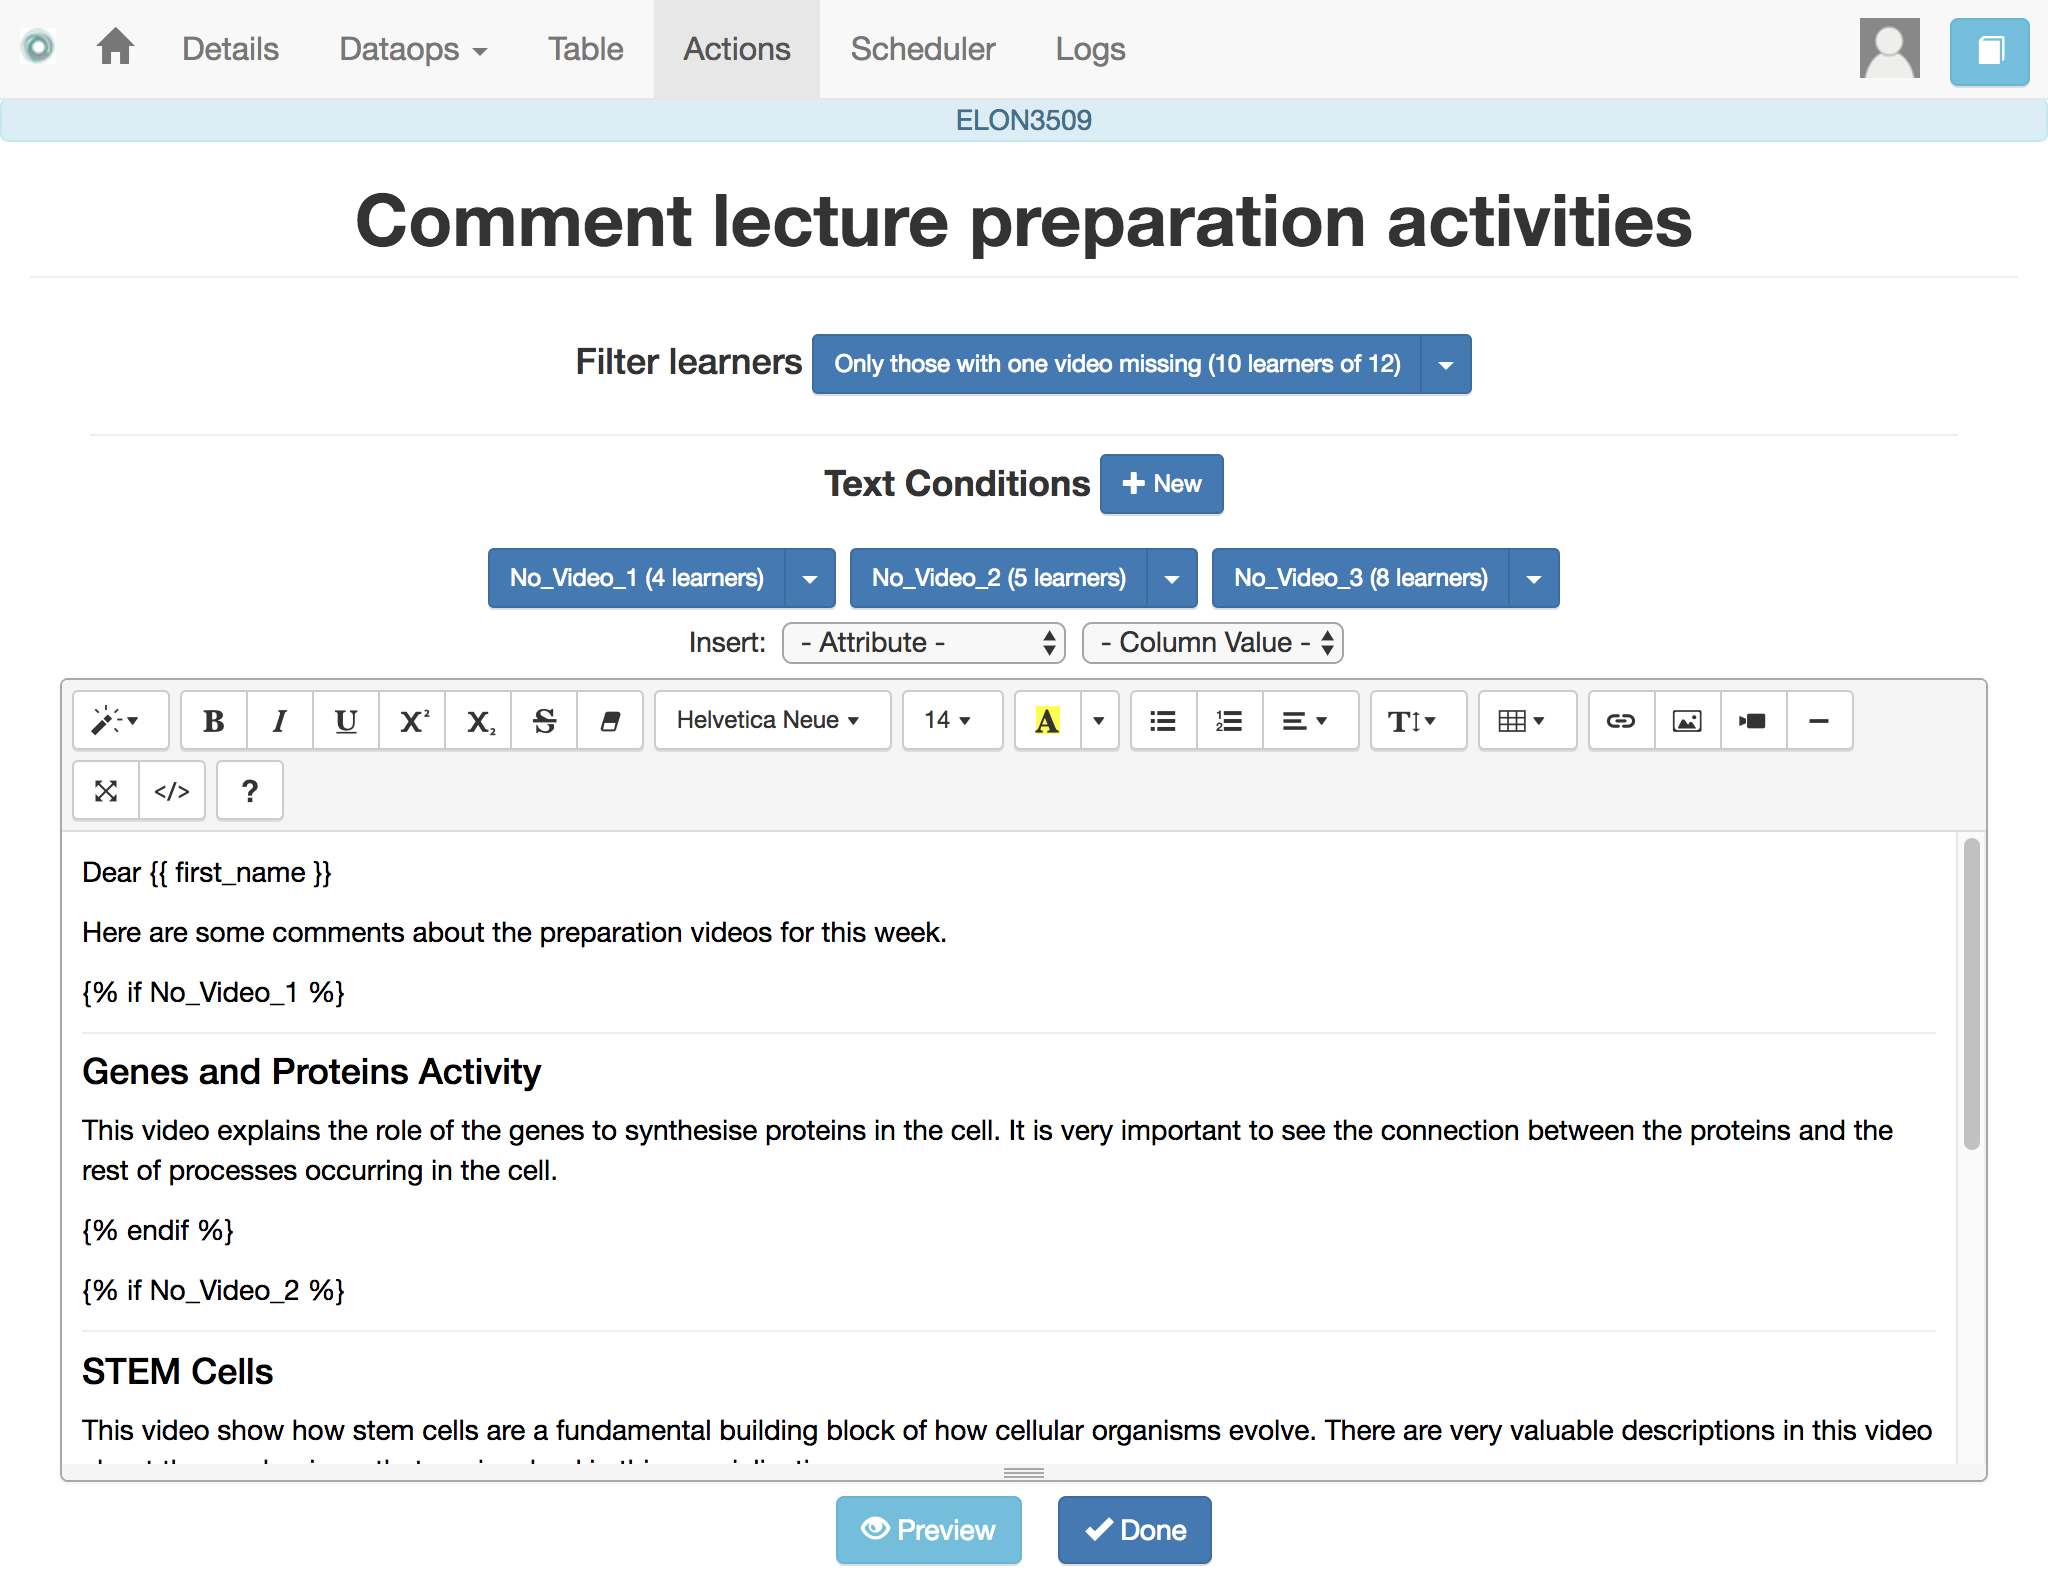 Details Dataops Table Actions Scheduler Logs
ELON3509
Comment lecture preparation activities
Filter learners Only those with one video missing (10 learners of 12)
Text Conditions New
No_Video_1 (4 learners) No_Video_2 (5 learners) No_Video_3 (8 learners)
Insert: - Attribute - - Column Value -
B I U X² X₂ S Helvetica Neue 14 A T
</> ?
Dear {{ first_name }}
Here are some comments about the preparation videos for this week.
{% if No_Video_1 %}
Genes and Proteins Activity
This video explains the role of the genes to synthesise proteins in the cell. It is very important to see the connection between the proteins and the
rest of processes occurring in the cell.
{% endif %}
{% if No_Video_2 %}
STEM Cells
This video show how stem cells are a fundamental building block of how cellular organisms evolve. There are very valuable descriptions in this video
Preview Done